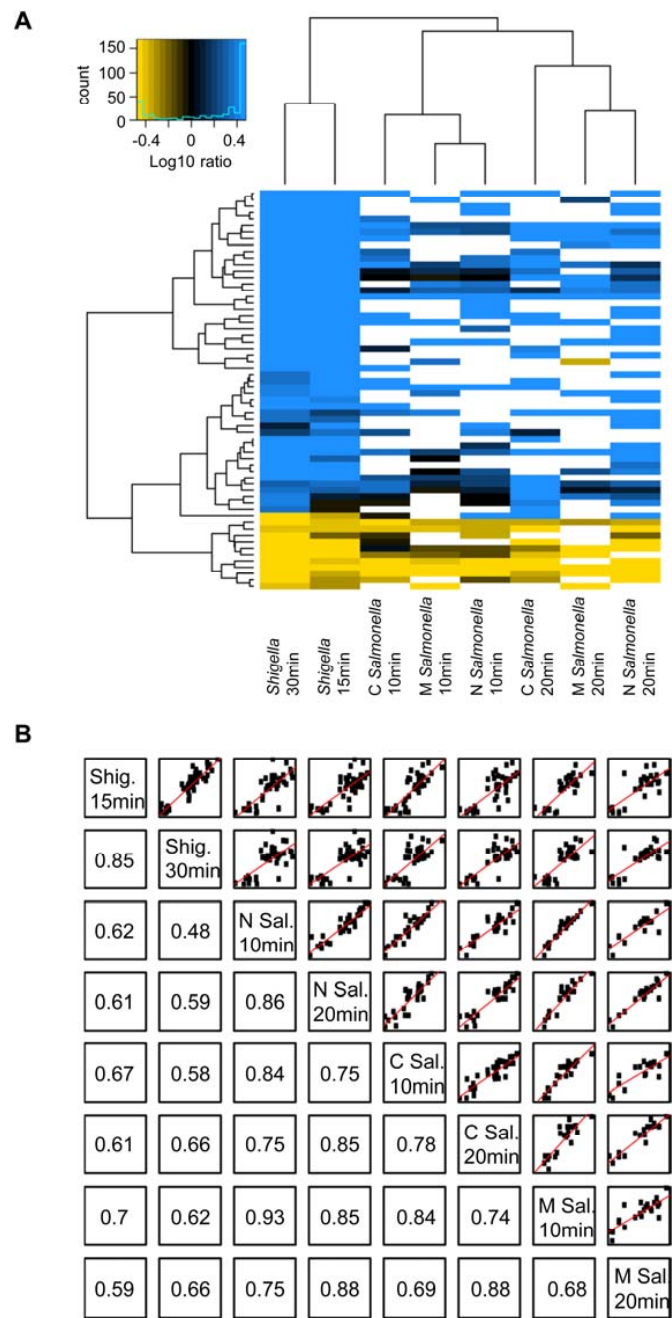 A
count
150
100
50
0
-0.4
0
0.4
Log10 ratio
Shigella
30min
Shigella
15min
C Salmonella
10min
M Salmonella
10min
N Salmonella
10min
C Salmonella
20min
M Salmonella
20min
N Salmonella
20min
B
Shig.
15min
0.85
Shig.
30min
0.62
0.48
N Sal.
10min
0.61
0.59
0.86
N Sal.
20min
0.67
0.58
0.84
0.75
C Sal.
10min
0.61
0.66
0.75
0.85
0.78
C Sal.
20min
0.7
0.62
0.93
0.85
0.84
0.74
M Sal.
10min
0.59
0.66
0.75
0.88
0.69
0.88
0.68
M Sal.
20min